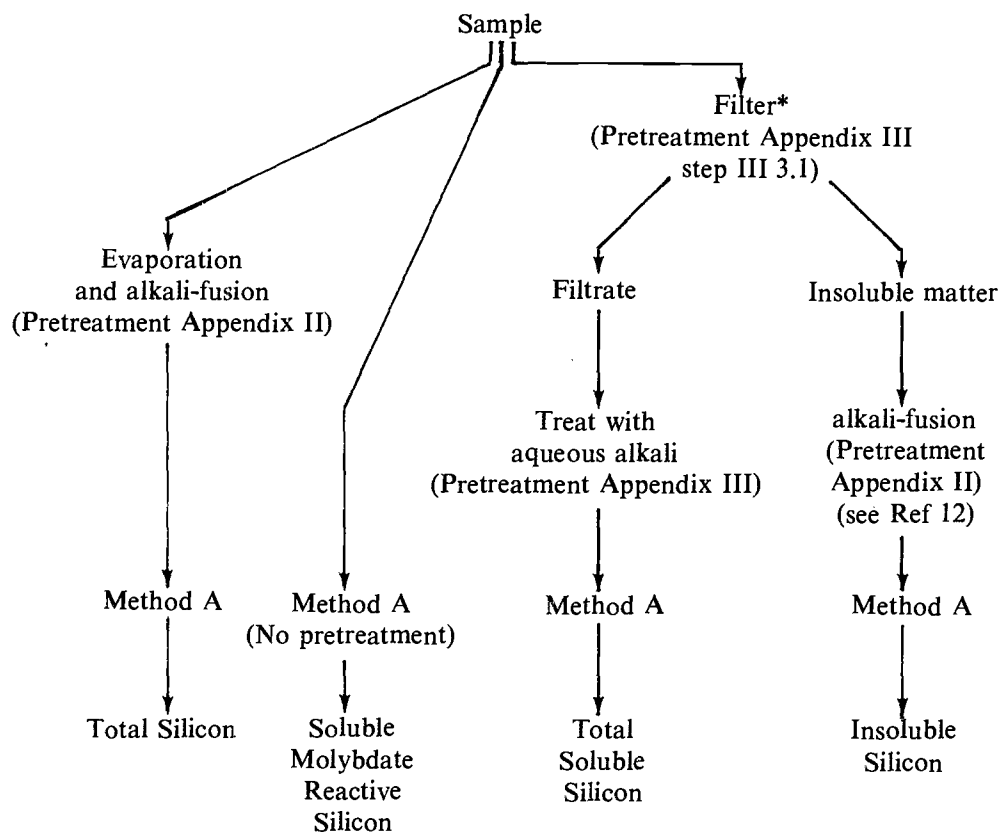 Sample
Filter*
(Pretreatment Appendix III
step III 3.1)
Evaporation
and alkali-fusion
(Pretreatment Appendix II)
Filtrate
Insoluble matter
Treat with
aqueous alkali
(Pretreatment Appendix III)
alkali-fusion
(Pretreatment
Appendix II)
(see Ref 12)
Method A
Method A
(No pretreatment)
Method A
Method A
Total Silicon
Soluble
Molybdate
Reactive
Silicon
Total
Soluble
Silicon
Insoluble
Silicon